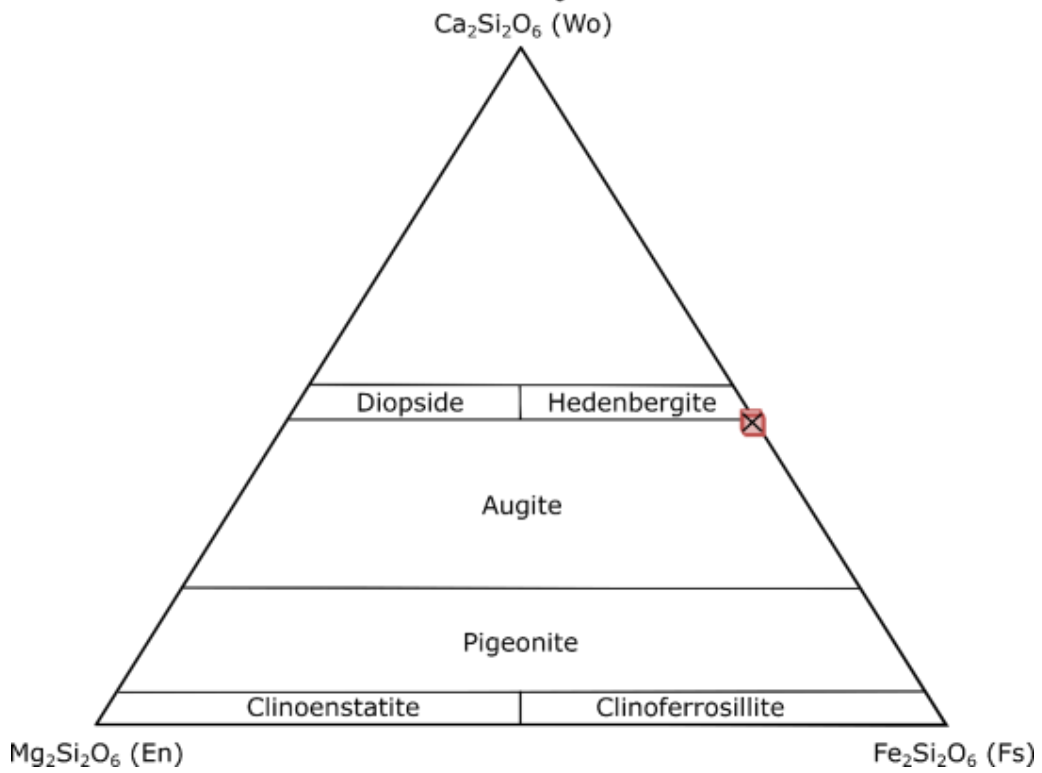 Ca₂Si₂O₆ (Wo)
Diopside
Hedenbergite
Augite
Pigeonite
Clinoenstatite
Clinoferrosillite
Mg₂Si₂O₆ (En)
Fe₂Si₂O₆ (Fs)